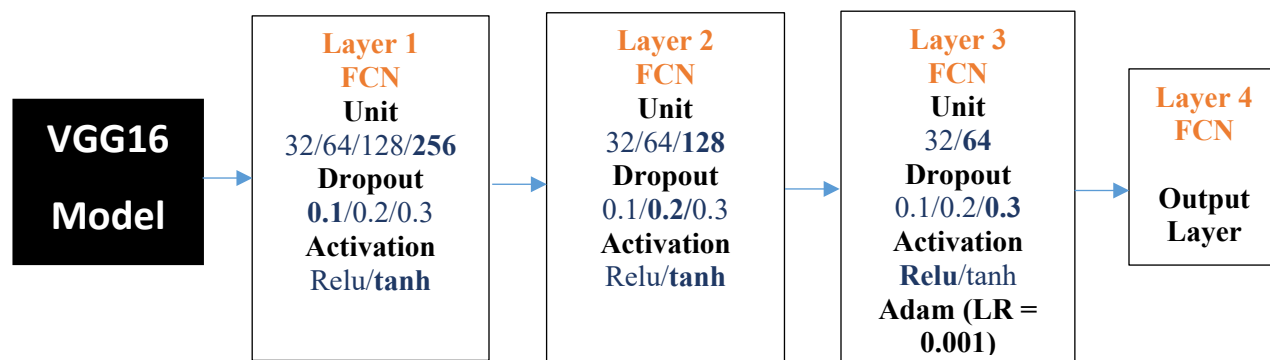 VGG16
Model
Layer 1
FCN
Unit
32/64/128/256
Dropout
0.1/0.2/0.3
Activation
Relu/tanh
Layer 2
FCN
Unit
32/64/128
Dropout
0.1/0.2/0.3
Activation
Relu/tanh
Layer 3
FCN
Unit
32/64
Dropout
0.1/0.2/0.3
Activation
Relu/tanh
Adam (LR =
0.001)
Layer 4
FCN
Output
Layer